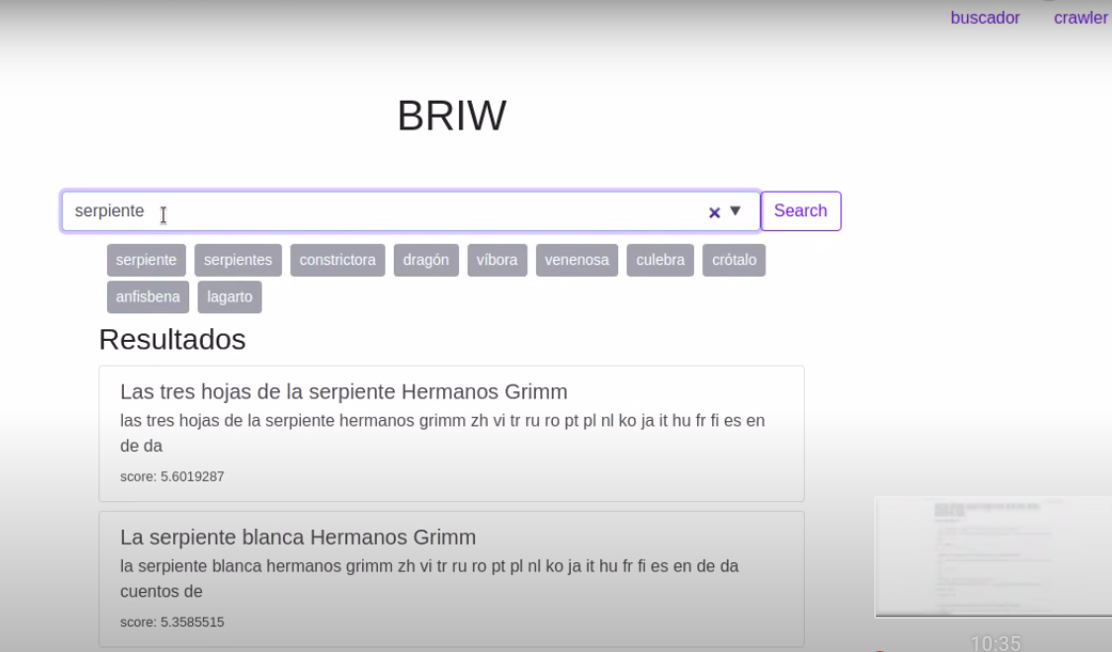 buscador crawler
BRIW
serpiente
Search
serpiente serpientes constrictora dragón víbora venenosa culebra crótalo
anfisbena lagarto
Resultados
Las tres hojas de la serpiente Hermanos Grimm
las tres hojas de la serpiente hermanos grimm zh vi tr ru ro pt pl nl ko ja it hu fr fi es en
de da
score: 5.6019287
La serpiente blanca Hermanos Grimm
la serpiente blanca hermanos grimm zh vi tr ru ro pt pl nl ko ja it hu fr fi es en de da
cuentos de
score: 5.3585515
10:35